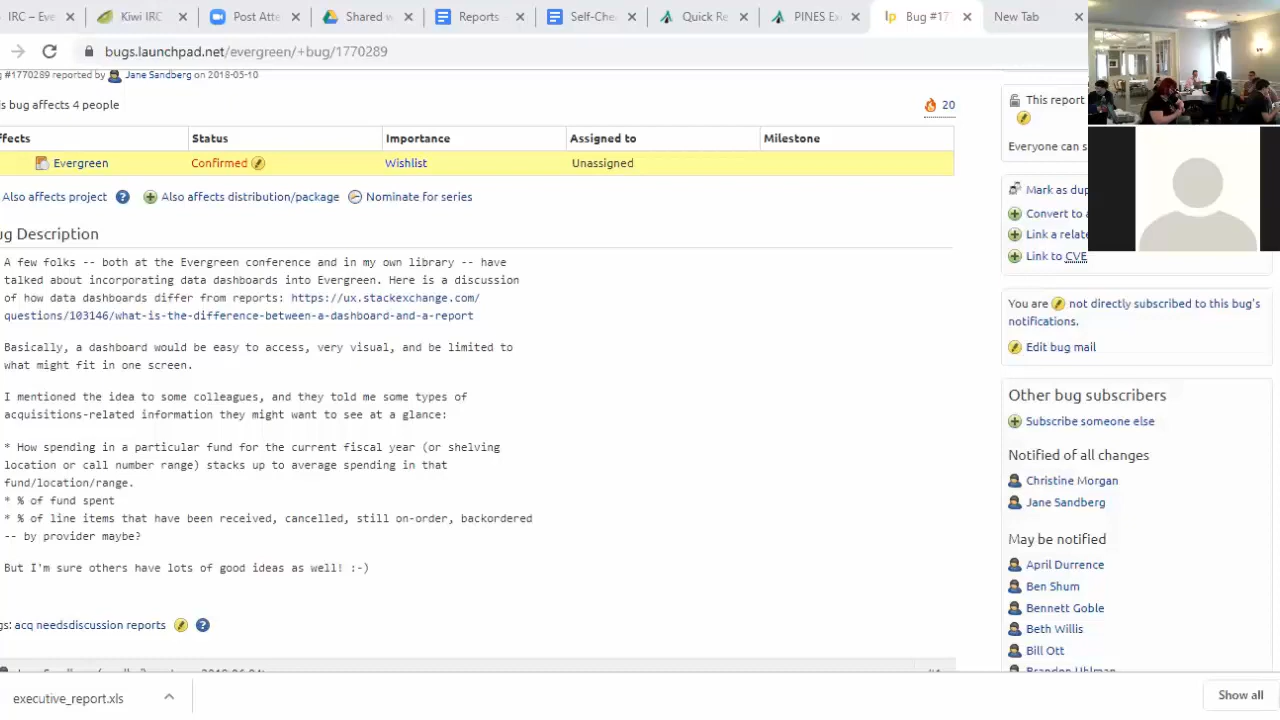 IRC – Eve
Kiwi IRC
Post Atte
Shared w
Reports
Self-Che
Quick Re
PINES Ex
Bug #17
New Tab
bugs.launchpad.net/evergreen/+bug/1770289
#1770289 reported by Jane Sandberg on 2018-05-10
s bug affects 4 people
20
ffects Status Importance Assigned to Milestone
Evergreen Confirmed Wishlist Unassigned
Also affects project Also affects distribution/package Nominate for series
ug Description
A few folks -- both at the Evergreen conference and in my own library -- have
talked about incorporating data dashboards into Evergreen. Here is a discussion
of how data dashboards differ from reports: https://ux.stackexchange.com/
questions/103146/what-is-the-difference-between-a-dashboard-and-a-report
Basically, a dashboard would be easy to access, very visual, and be limited to
what might fit in one screen.
I mentioned the idea to some colleagues, and they told me some types of
acquisitions-related information they might want to see at a glance:
* How spending in a particular fund for the current fiscal year (or shelving
location or call number range) stacks up to average spending in that
fund/location/range.
* % of fund spent
* % of line items that have been received, cancelled, still on-order, backordered
-- by provider maybe?
But I'm sure others have lots of good ideas as well! :-)
gs: acq needsdiscussion reports
This report
Everyone can s
Mark as dup
Convert to a
Link a relate
Link to CVE
You are not directly subscribed to this bug's
notifications.
Edit bug mail
Other bug subscribers
Subscribe someone else
Notified of all changes
Christine Morgan
Jane Sandberg
May be notified
April Durrence
Ben Shum
Bennett Goble
Beth Willis
Bill Ott
Brandon Uhlman
executive_report.xls
Show all